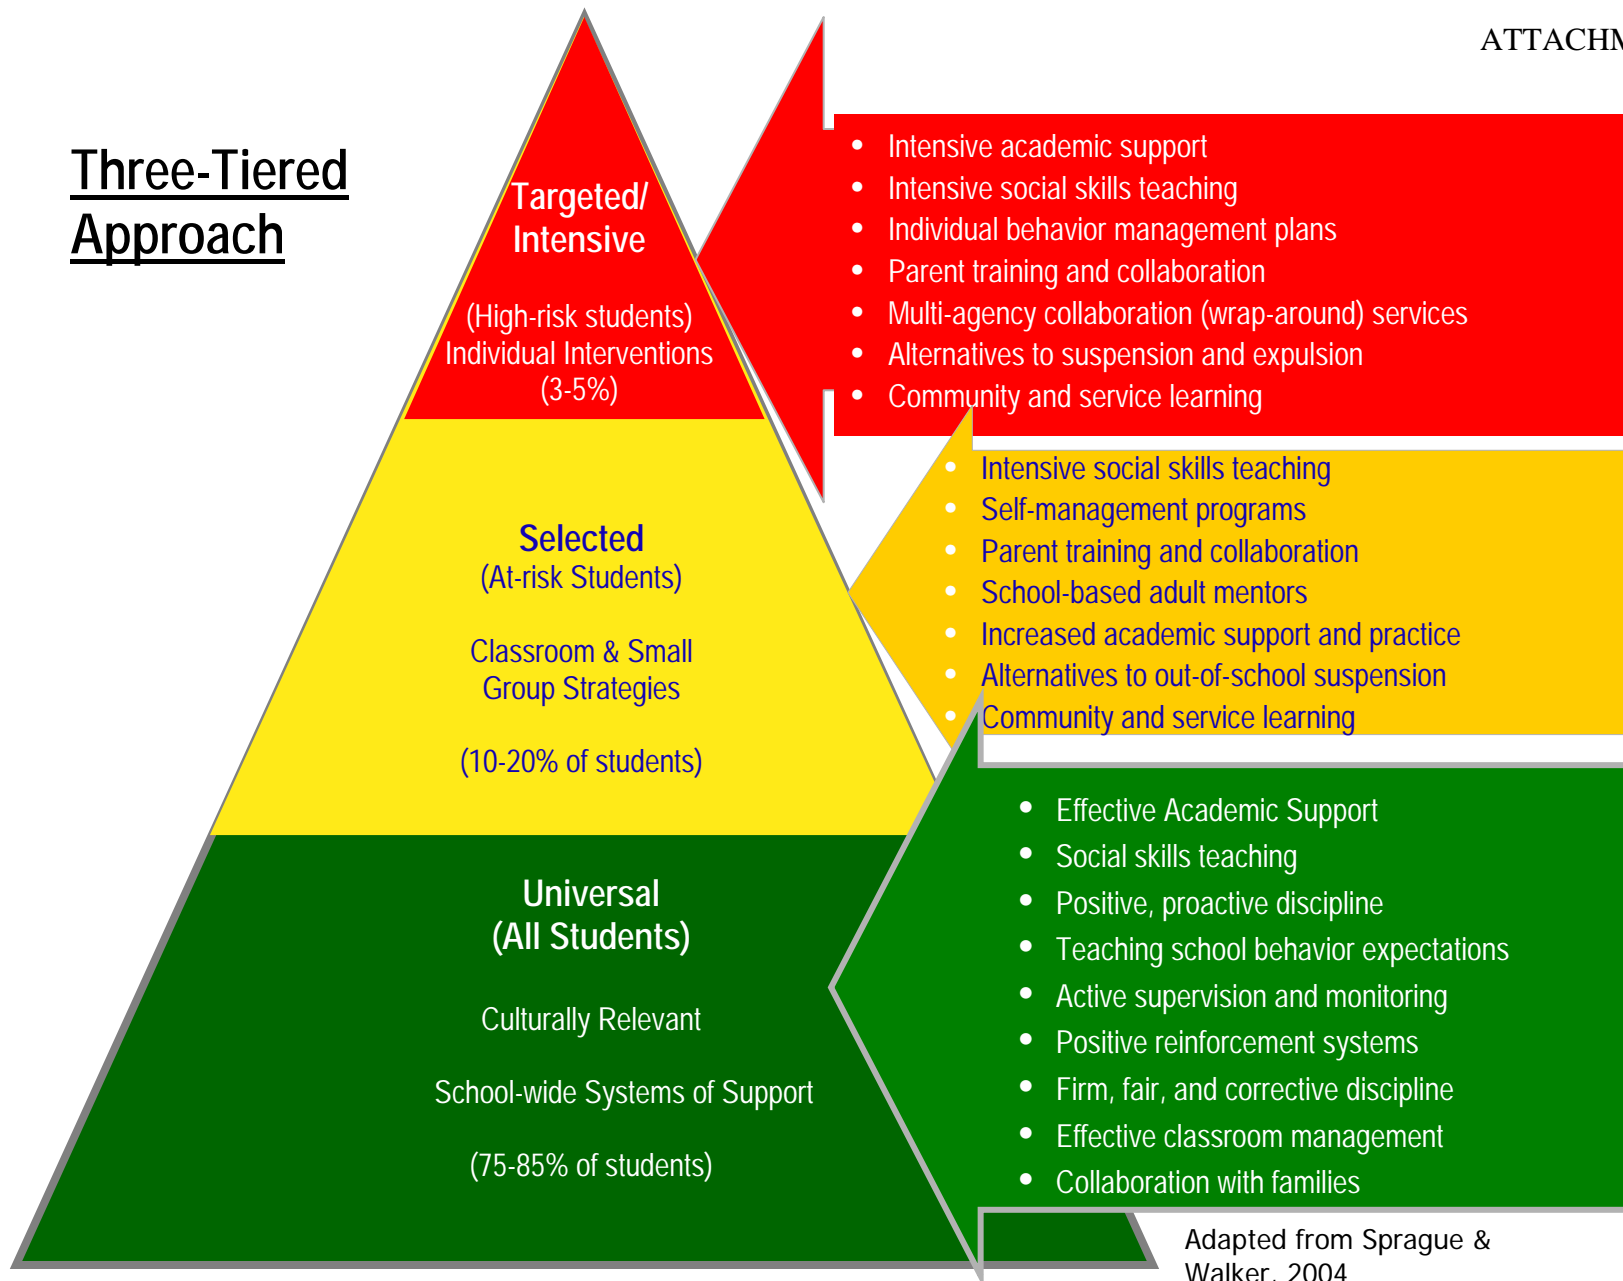 ATTACHM
Three-Tiered
Approach
Targeted/
Intensive
(High-risk students)
Individual Interventions
(3-5%)
• Intensive academic support
• Intensive social skills teaching
• Individual behavior management plans
• Parent training and collaboration
• Multi-agency collaboration (wrap-around) services
• Alternatives to suspension and expulsion
• Community and service learning
Selected
(At-risk Students)
Classroom & Small
Group Strategies
(10-20% of students)
• Intensive social skills teaching
• Self-management programs
• Parent training and collaboration
• School-based adult mentors
• Increased academic support and practice
• Alternatives to out-of-school suspension
• Community and service learning
Universal
(All Students)
Culturally Relevant
School-wide Systems of Support
(75-85% of students)
• Effective Academic Support
• Social skills teaching
• Positive, proactive discipline
• Teaching school behavior expectations
• Active supervision and monitoring
• Positive reinforcement systems
• Firm, fair, and corrective discipline
• Effective classroom management
• Collaboration with families
Adapted from Sprague &
Walker, 2004